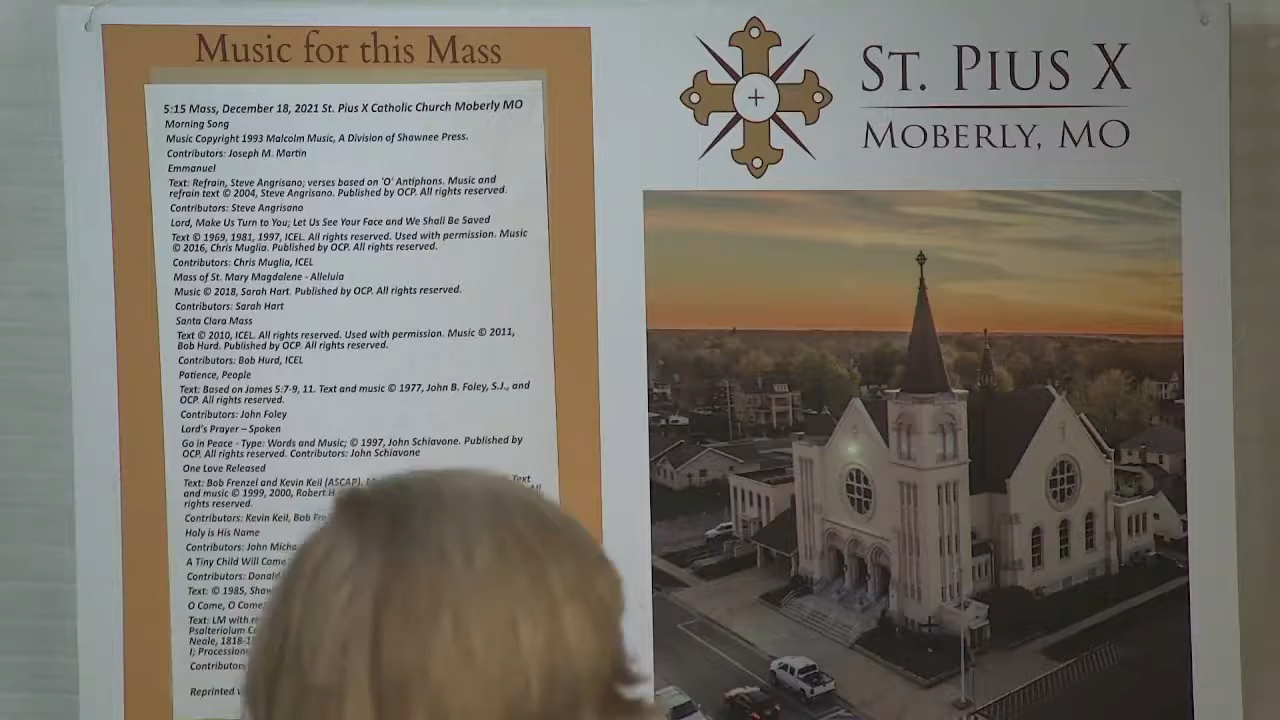 Music for this Mass
5:15 Mass, December 18, 2021 St. Pius X Catholic Church Moberly MO
Morning Song
Music Copyright 1993 Malcolm Music, A Division of Shawnee Press.
Contributors: Joseph M. Martin
Emmanuel
Text: Refrain, Steve Angrisano; verses based on 'O' Antiphons. Music and
refrain text © 2004, Steve Angrisano. Published by OCP. All rights reserved.
Contributors: Steve Angrisano
Lord, Make Us Turn to You; Let Us See Your Face and We Shall Be Saved
Text © 1969, 1981, 1997, ICEL. All rights reserved. Used with permission. Music
© 2016, Chris Muglia. Published by OCP. All rights reserved.
Contributors: Chris Muglia, ICEL
Mass of St. Mary Magdalene - Alleluia
Music © 2018, Sarah Hart. Published by OCP. All rights reserved.
Contributors: Sarah Hart
Santa Clara Mass
Text © 2010, ICEL. All rights reserved. Used with permission. Music © 2011,
Bob Hurd. Published by OCP. All rights reserved.
Contributors: Bob Hurd, ICEL
Patience, People
Text: Based on James 5:7-9, 11. Text and music © 1977, John B. Foley, S.J., and
OCP. All rights reserved.
Contributors: John Foley
Lord's Prayer – Spoken
Go in Peace - Type: Words and Music; © 1997, John Schiavone. Published by
OCP. All rights reserved. Contributors: John Schiavone
One Love Released
Text: Bob Frenzel and Kevin Keil (ASCAP). Text
and music © 1999, 2000, Robert H All
rights reserved.
Contributors: Kevin Keil, Bob
Holy is His Name
Contributors: John
A Tiny Child Will Come
Contributors: Donald
Text: © 1985,
O Come, O Come,
Text: LM with
Psalteriolum
Neale, 1818-
I; Processione
Contributor
Reprinted
ST. PIUS X
MOBERLY, MO